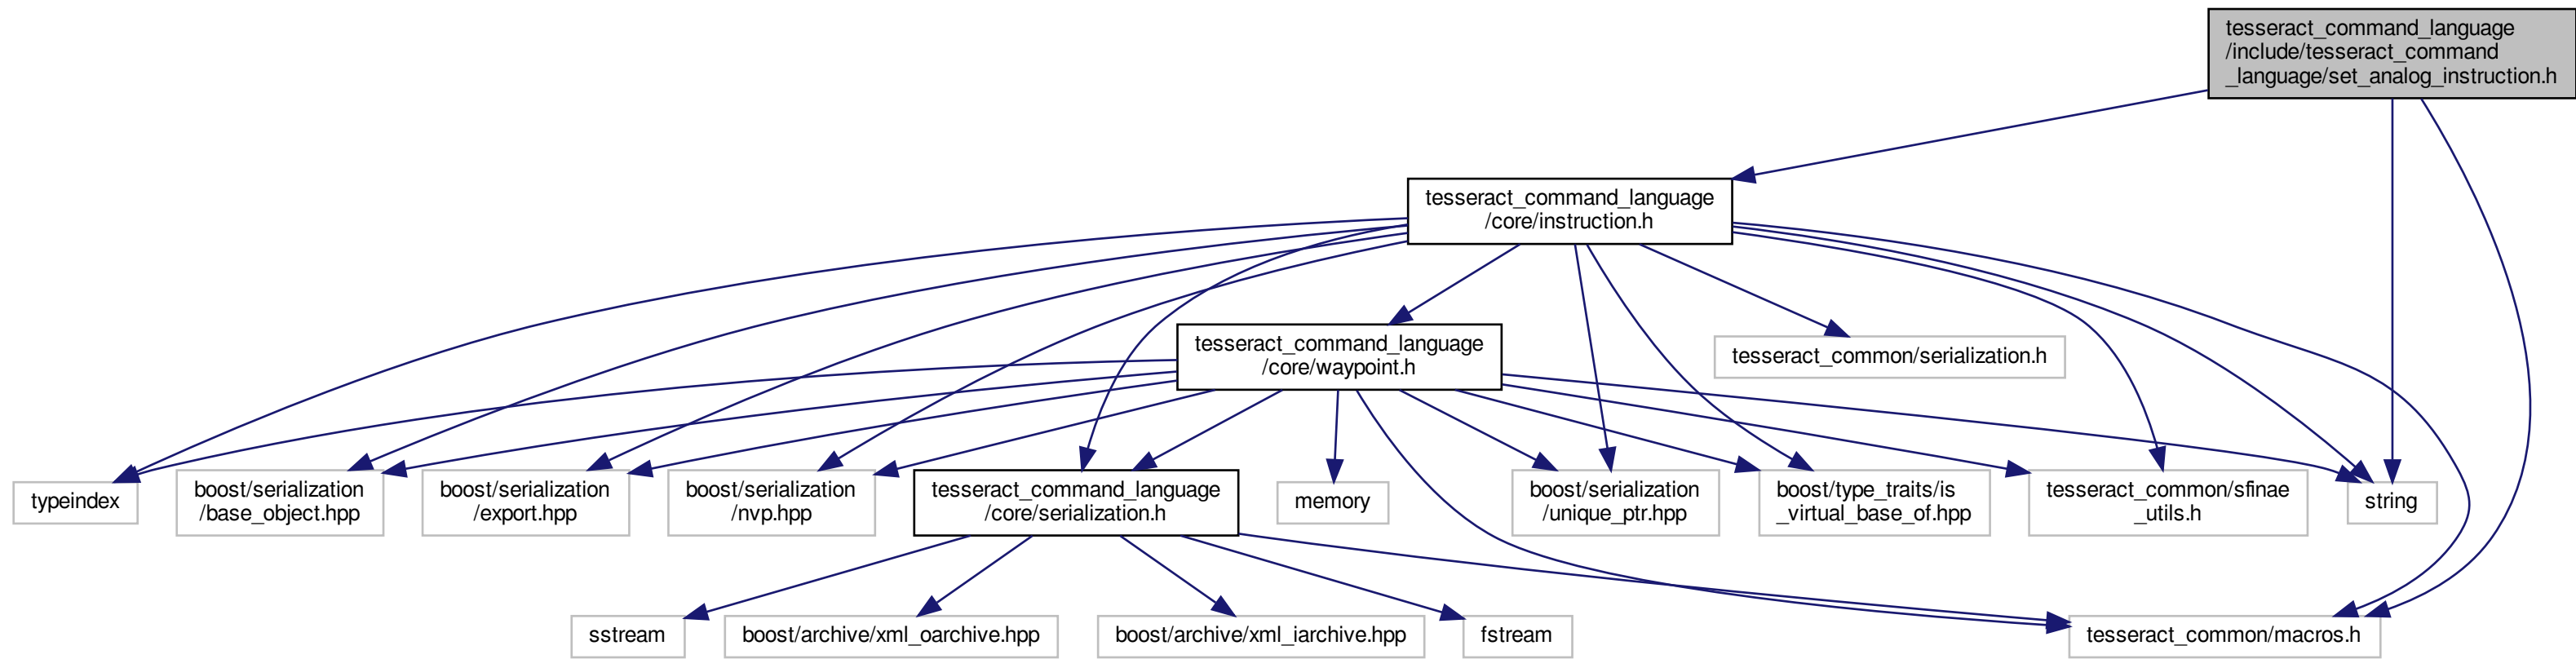 tesseract_command_language
/include/tesseract_command
_language/set_analog_instruction.h
tesseract_command_language
/core/instruction.h
tesseract_command_language
/core/waypoint.h
tesseract_common/serialization.h
typeindex
boost/serialization
/base_object.hpp
boost/serialization
/export.hpp
boost/serialization
/nvp.hpp
tesseract_command_language
/core/serialization.h
memory
boost/serialization
/unique_ptr.hpp
boost/type_traits/is
_virtual_base_of.hpp
tesseract_common/sfinae
_utils.h
string
sstream
boost/archive/xml_oarchive.hpp
boost/archive/xml_iarchive.hpp
fstream
tesseract_common/macros.h